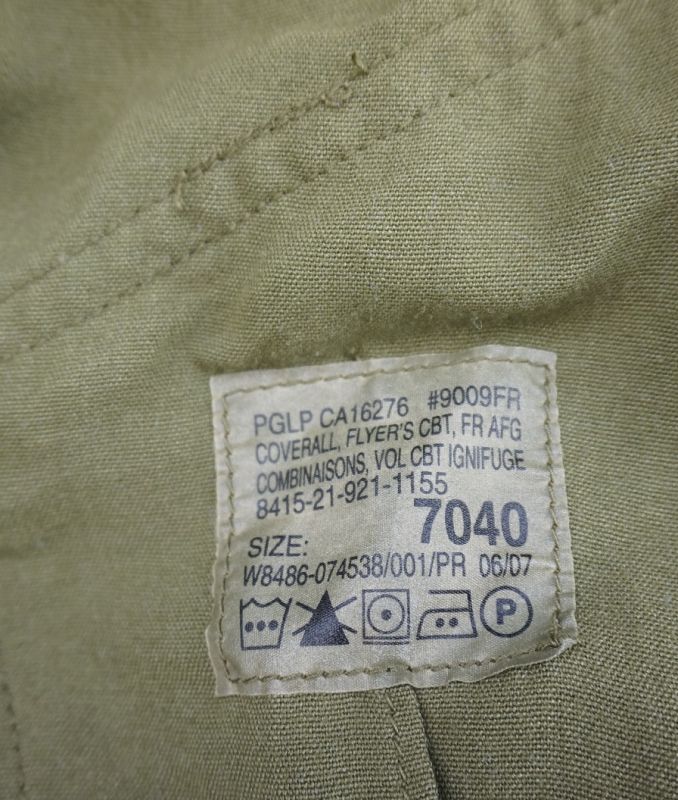 PGLP CA16276 #9009FR
COVERALL, FLYER'S CBT, FR AFG
COMBINAISONS, VOL CBT IGNIFUGE
8415-21-921-1155
SIZE: 7040
W8486-074538/001/PR 06/07
P